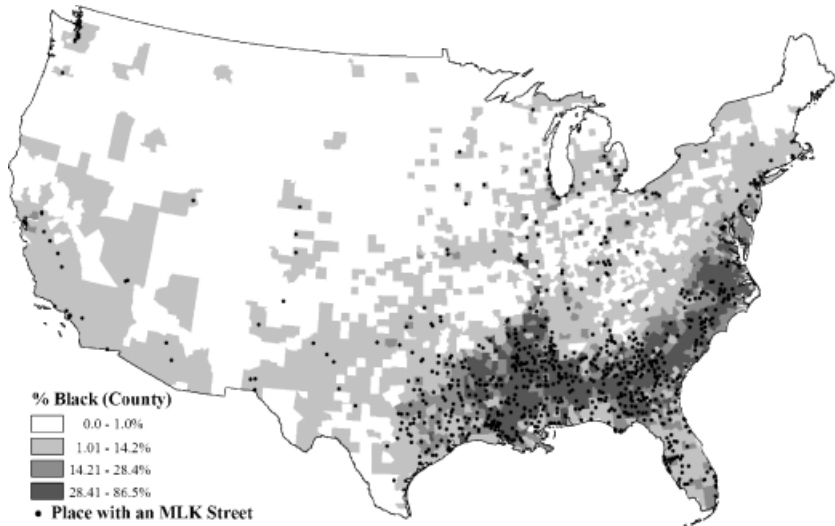 % Black (County)
0.0 - 1.0%
1.01 - 14.2%
14.21 - 28.4%
28.41 - 86.5%
• Place with an MLK Street